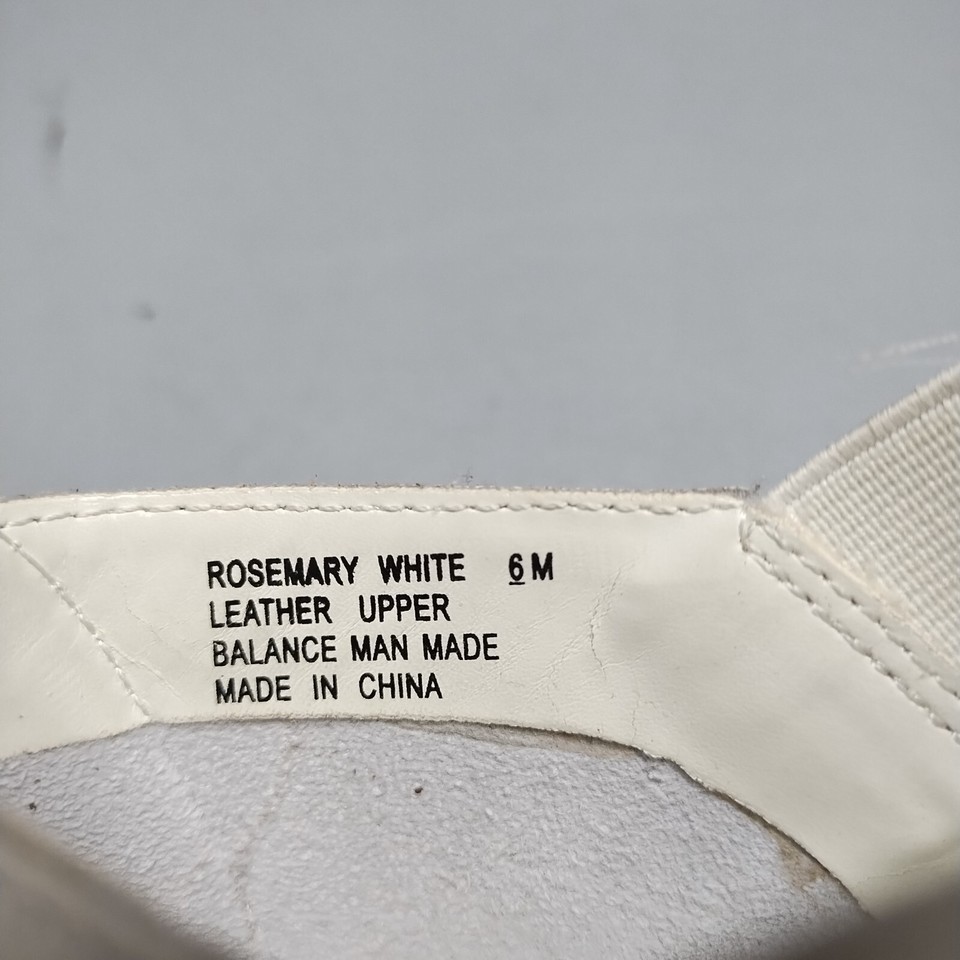 ROSEMARY WHITE 6 M
LEATHER UPPER
BALANCE MAN MADE
MADE IN CHINA